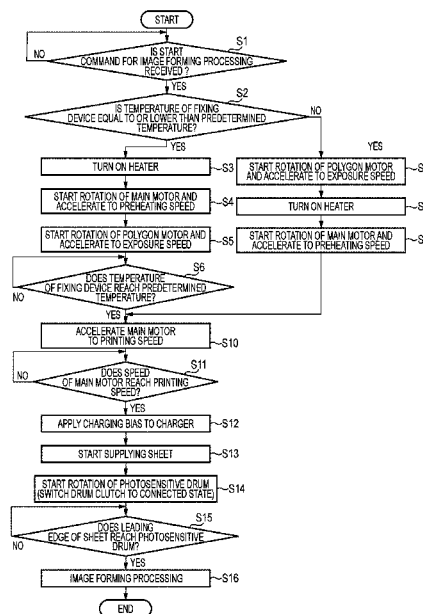 START
S1
IS START
COMMAND FOR IMAGE FORMING PROCESSING
RECEIVED ?
NO
YES
S2
IS TEMPERATURE OF FIXING
DEVICE EQUAL TO OR LOWER THAN PREDETERMINED
TEMPERATURE?
NO
YES
YES
TURN ON HEATER
S3
START ROTATION OF MAIN MOTOR AND
ACCELERATE TO PREHEATING SPEED
S4
START ROTATION OF POLYGON MOTOR AND
ACCELERATE TO EXPOSURE SPEED
S5
START ROTATION OF POLYGON MOTOR
AND ACCELERATE TO EXPOSURE SPEED
S
TURN ON HEATER
S
START ROTATION OF MAIN MOTOR AND
ACCELERATE TO PREHEATING SPEED
S
S6
DOES TEMPERATURE
OF FIXING DEVICE REACH PREDETERMINED
TEMPERATURE?
NO
YES
ACCELERATE MAIN MOTOR
TO PRINTING SPEED
S10
S11
DOES SPEED
OF MAIN MOTOR REACH PRINTING
SPEED?
NO
YES
APPLY CHARGING BIAS TO CHARGER
S12
START SUPPLYING SHEET
S13
START ROTATION OF PHOTOSENSITIVE DRUM
(SWITCH DRUM CLUTCH TO CONNECTED STATE)
S14
S15
DOES LEADING
EDGE OF SHEET REACH PHOTOSENSITIVE
DRUM?
NO
YES
IMAGE FORMING PROCESSING
S16
END